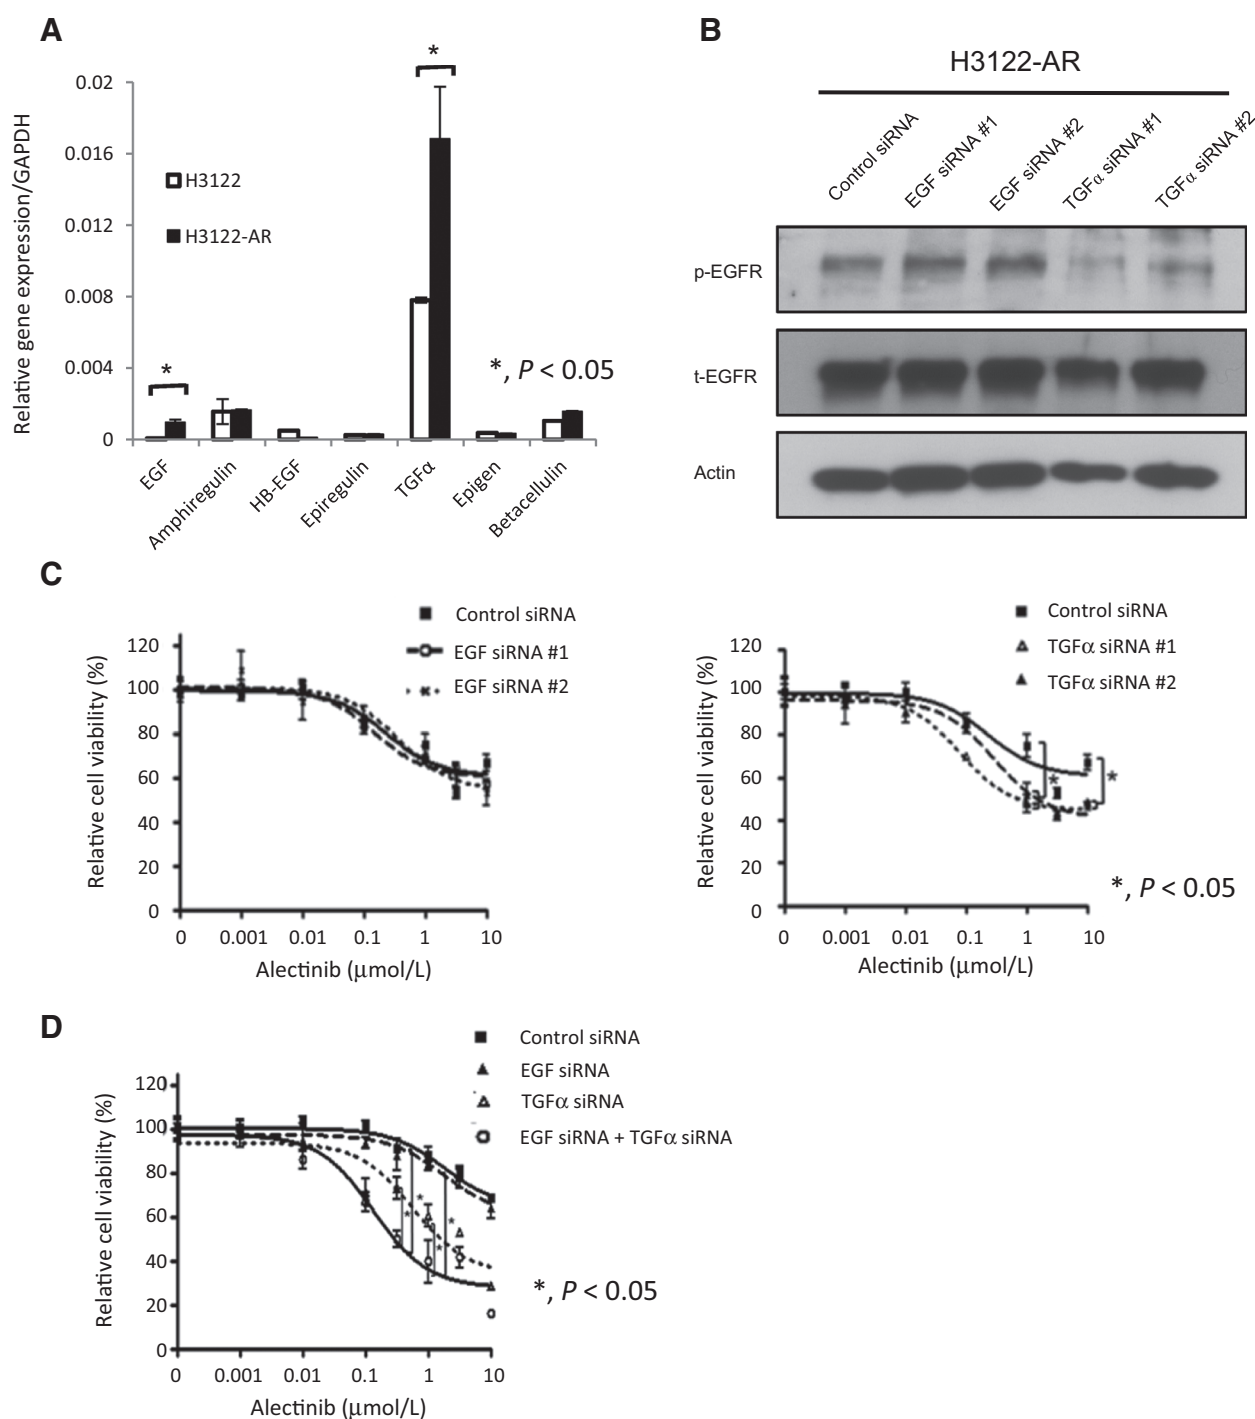 A
*
0.02
0.016
0.012
0.008
0.004
0
Relative gene expression/GAPDH
H3122
H3122-AR
*
*, P < 0.05
EGF
Amphiregulin
HB-EGF
Epiregulin
TGFα
Epigen
Betacellulin
B
H3122-AR
Control siRNA
EGF siRNA #1
EGF siRNA #2
TGFα siRNA #1
TGFα siRNA #2
p-EGFR
t-EGFR
Actin
C
Control siRNA
EGF siRNA #1
EGF siRNA #2
120
100
80
60
40
20
0
Relative cell viability (%)
0 0.001 0.01 0.1 1 10
Alectinib (μmol/L)
Control siRNA
TGFα siRNA #1
TGFα siRNA #2
120
100
80
60
40
20
0
Relative cell viability (%)
*
*
*, P < 0.05
0 0.001 0.01 0.1 1 10
Alectinib (μmol/L)
D
Control siRNA
EGF siRNA
TGFα siRNA
EGF siRNA + TGFα siRNA
120
100
80
60
40
20
0
Relative cell viability (%)
*
*
*
*
*, P < 0.05
0 0.001 0.01 0.1 1 10
Alectinib (μmol/L)